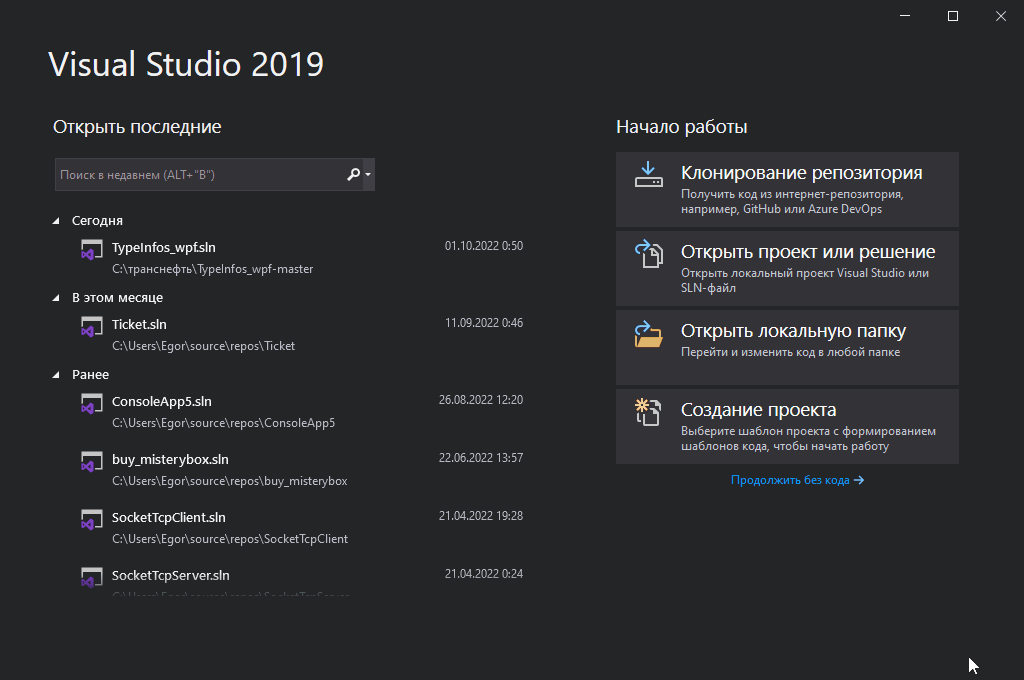 Visual Studio 2019
Открыть последние
Поиск в недавнем (ALT+"В")
Сегодня
TypeInfos_wpf.sln
01.10.2022 0:50
C:\транснефть\TypeInfos_wpf-master
В этом месяце
Ticket.sln
11.09.2022 0:46
C:\Users\Egor\source\repos\Ticket
Ранее
ConsoleApp5.sln
26.08.2022 12:20
C:\Users\Egor\source\repos\ConsoleApp5
buy_misterybox.sln
22.06.2022 13:57
C:\Users\Egor\source\repos\buy_misterybox
SocketTcpClient.sln
21.04.2022 19:28
C:\Users\Egor\source\repos\SocketTcpClient
SocketTcpServer.sln
21.04.2022 0:24
C:\Users\Egor\source\repos\SocketTcpServer
Начало работы
Клонирование репозитория
Получить код из интернет-репозитория,
например, GitHub или Azure DevOps
Открыть проект или решение
Открыть локальный проект Visual Studio или
SLN-файл
Открыть локальную папку
Перейти и изменить код в любой папке
Создание проекта
Выберите шаблон проекта с формированием
шаблонов кода, чтобы начать работу
Продолжить без кода →